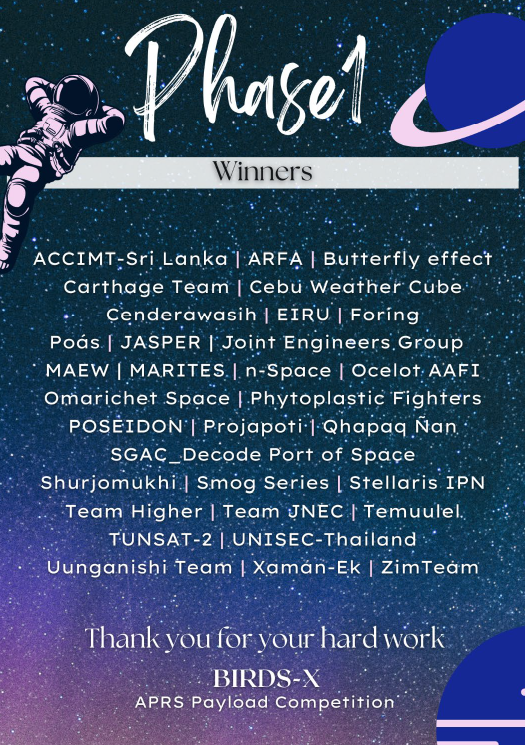 Phase1
Winners
ACCIMT-Sri Lanka | ARFA | Butterfly effect
Carthage Team | Cebu Weather Cube
Cenderawasih | EIRU | Foring
Poás | JASPER | Joint Engineers Group
MAEW | MARITES | n-Space | Ocelot AAFI
Omarichet Space | Phytoplastic Fighters
POSEIDON | Projapoti | Qhapaq Ñan
SGAC_Decode Port of Space
Shurjomukhi | Smog Series | Stellaris IPN
Team Higher | Team JNEC | Temuulel
TUNSAT-2 | UNISEC-Thailand
Uunganishi Team | Xamán-Ek | ZimTeam
Thank you for your hard work
BIRDS-X
APRS Payload Competition